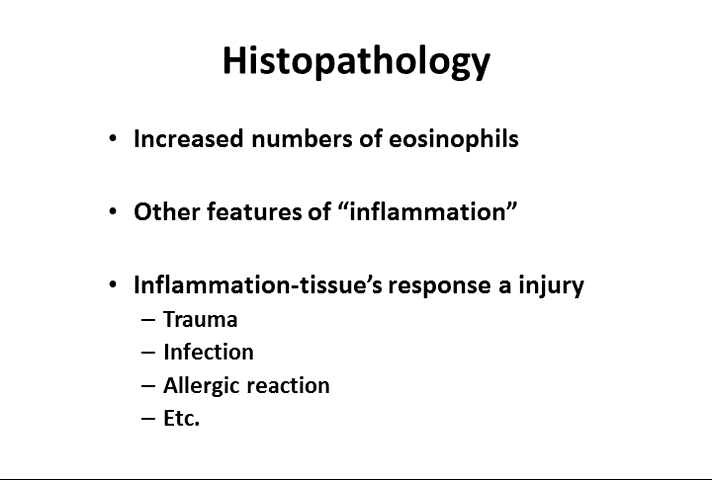 Histopathology
• Increased numbers of eosinophils
• Other features of “inflammation”
• Inflammation-tissue’s response a injury
– Trauma
– Infection
– Allergic reaction
– Etc.